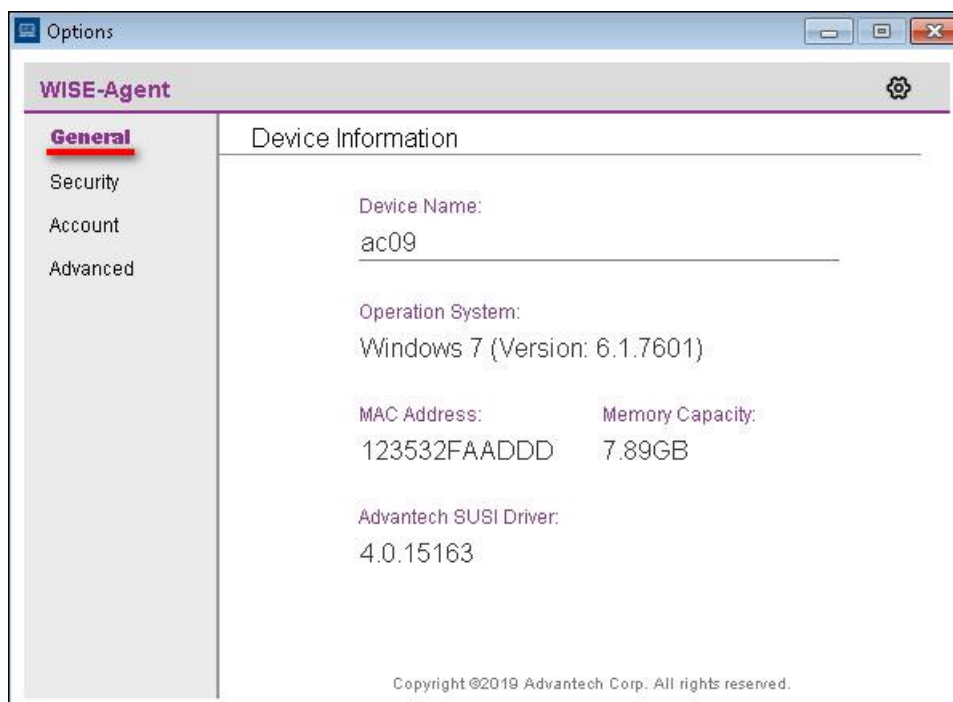 Options
WISE-Agent
General
Security
Account
Advanced
Device Information
Device Name:
ac09
Operation System:
Windows 7 (Version: 6.1.7601)
MAC Address:
123532FAADDD
Memory Capacity:
7.89GB
Advantech SUSI Driver:
4.0.15163
Copyright ©2019 Advantech Corp. All rights reserved.